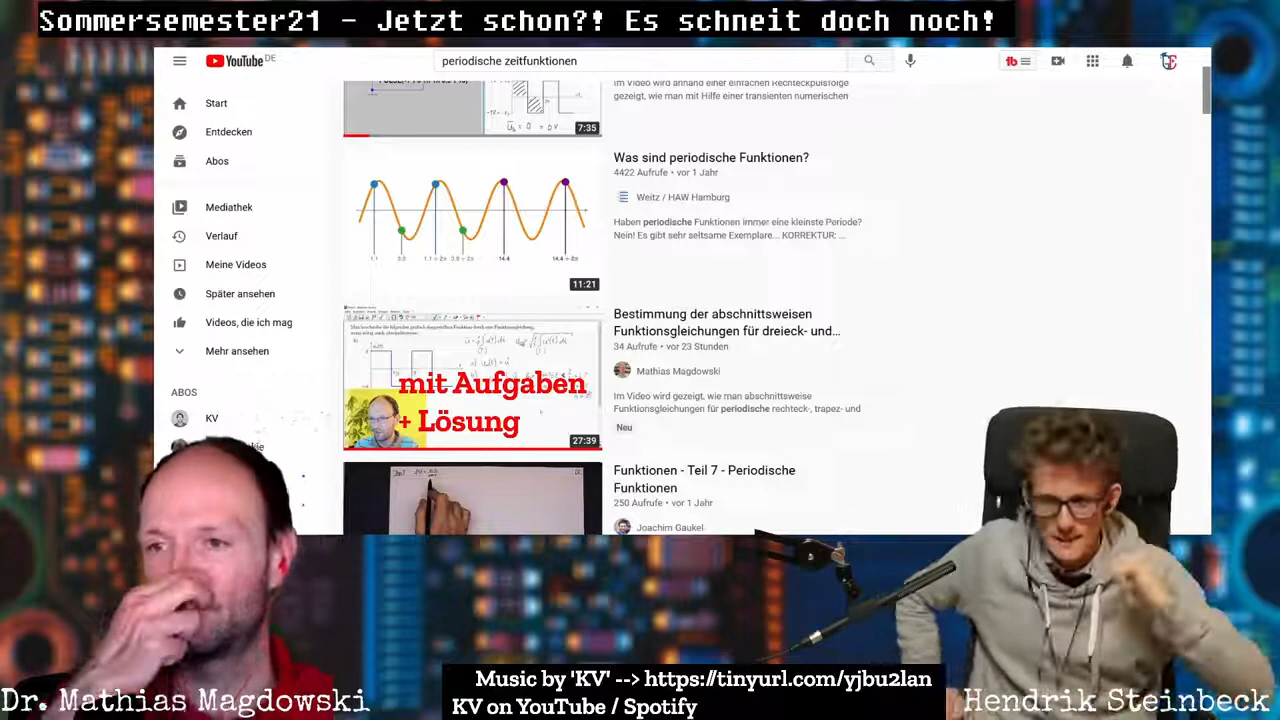 Sommersemester21 - Jetzt schon?! Es schneit doch noch!
YouTube DE
periodische zeitfunktionen
Start
Entdecken
Abos
Mediathek
Verlauf
Meine Videos
Später ansehen
Videos, die ich mag
Mehr ansehen
ABOS
KV
7:35
Im Video wird anhand einer einfachen Rechteckpulsfolge
gezeigt, wie man mit Hilfe einer transienten numerischen
11:21
Was sind periodische Funktionen?
4422 Aufrufe • vor 1 Jahr
Weitz / HAW Hamburg
Haben periodische Funktionen immer eine kleinste Periode?
Nein! Es gibt sehr seltsame Exemplare... KORREKTUR: ...
mit Aufgaben
+ Lösung
27:39
Bestimmung der abschnittsweisen
Funktionsgleichungen für dreieck- und...
34 Aufrufe • vor 23 Stunden
Mathias Magdowski
Im Video wird gezeigt, wie man abschnittsweise
Funktionsgleichungen für periodische rechteck-, trapez- und
Neu
Funktionen - Teil 7 - Periodische
Funktionen
250 Aufrufe • vor 1 Jahr
Joachim Gaukel
Music by 'KV' --> https://tinyurl.com/yjbu2lan
KV on YouTube / Spotify
Dr. Mathias Magdowski
Hendrik Steinbeck